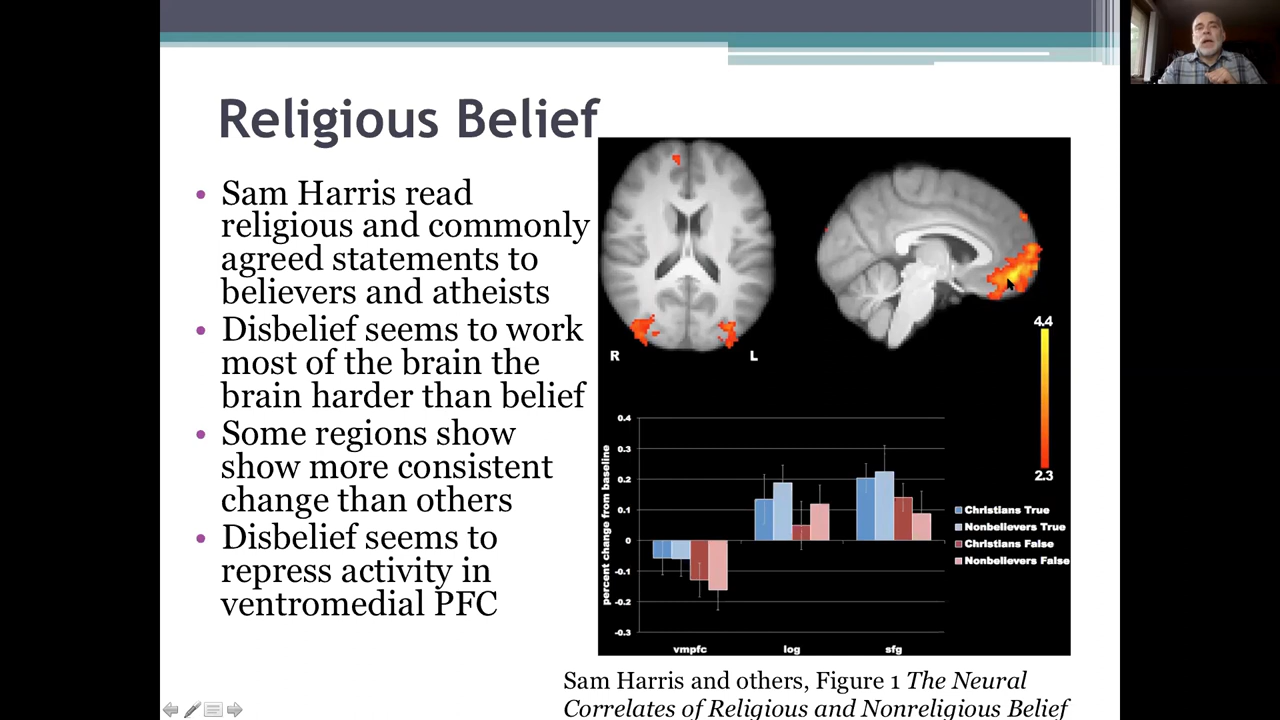 Religious Belief
• Sam Harris read
religious and commonly
agreed statements to
believers and atheists
• Disbelief seems to work
most of the brain the
brain harder than belief
• Some regions show
show more consistent
change than others
• Disbelief seems to
repress activity in
ventromedial PFC
R
L
4.4
2.3
percent change from baseline
0.4
0.3
0.2
0.1
0
-0.1
-0.2
-0.3
vmpfc
log
sfg
Christians True
Nonbelievers True
Christians False
Nonbelievers False
Sam Harris and others, Figure 1 The Neural
Correlates of Religious and Nonreligious Belief